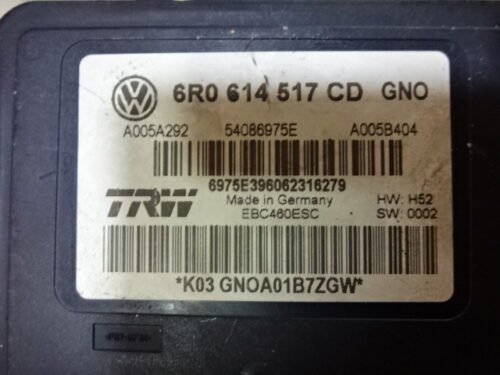 6R0 614 517 CD GNO
A005A292 54086975E A005B404
6975E396062316279
TRW Made in Germany HW: H52
EBC460ESC SW: 0002
*K03 GNOA01B7ZGW*